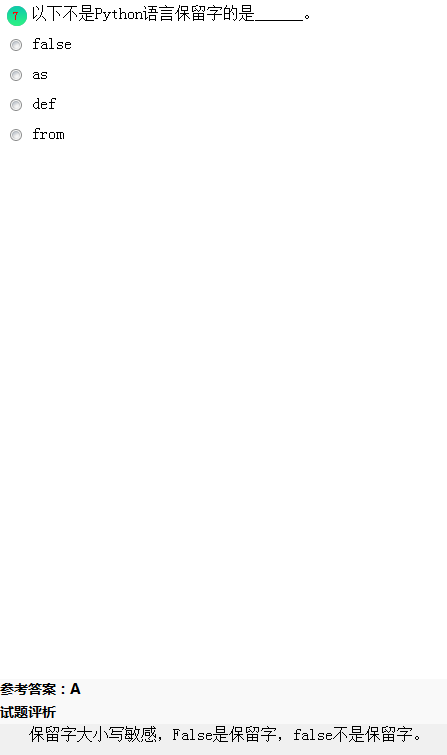 7 以下不是Python语言保留字的是______。
false
as
def
from
参考答案：A
试题评析
保留字大小写敏感，False是保留字，false不是保留字。